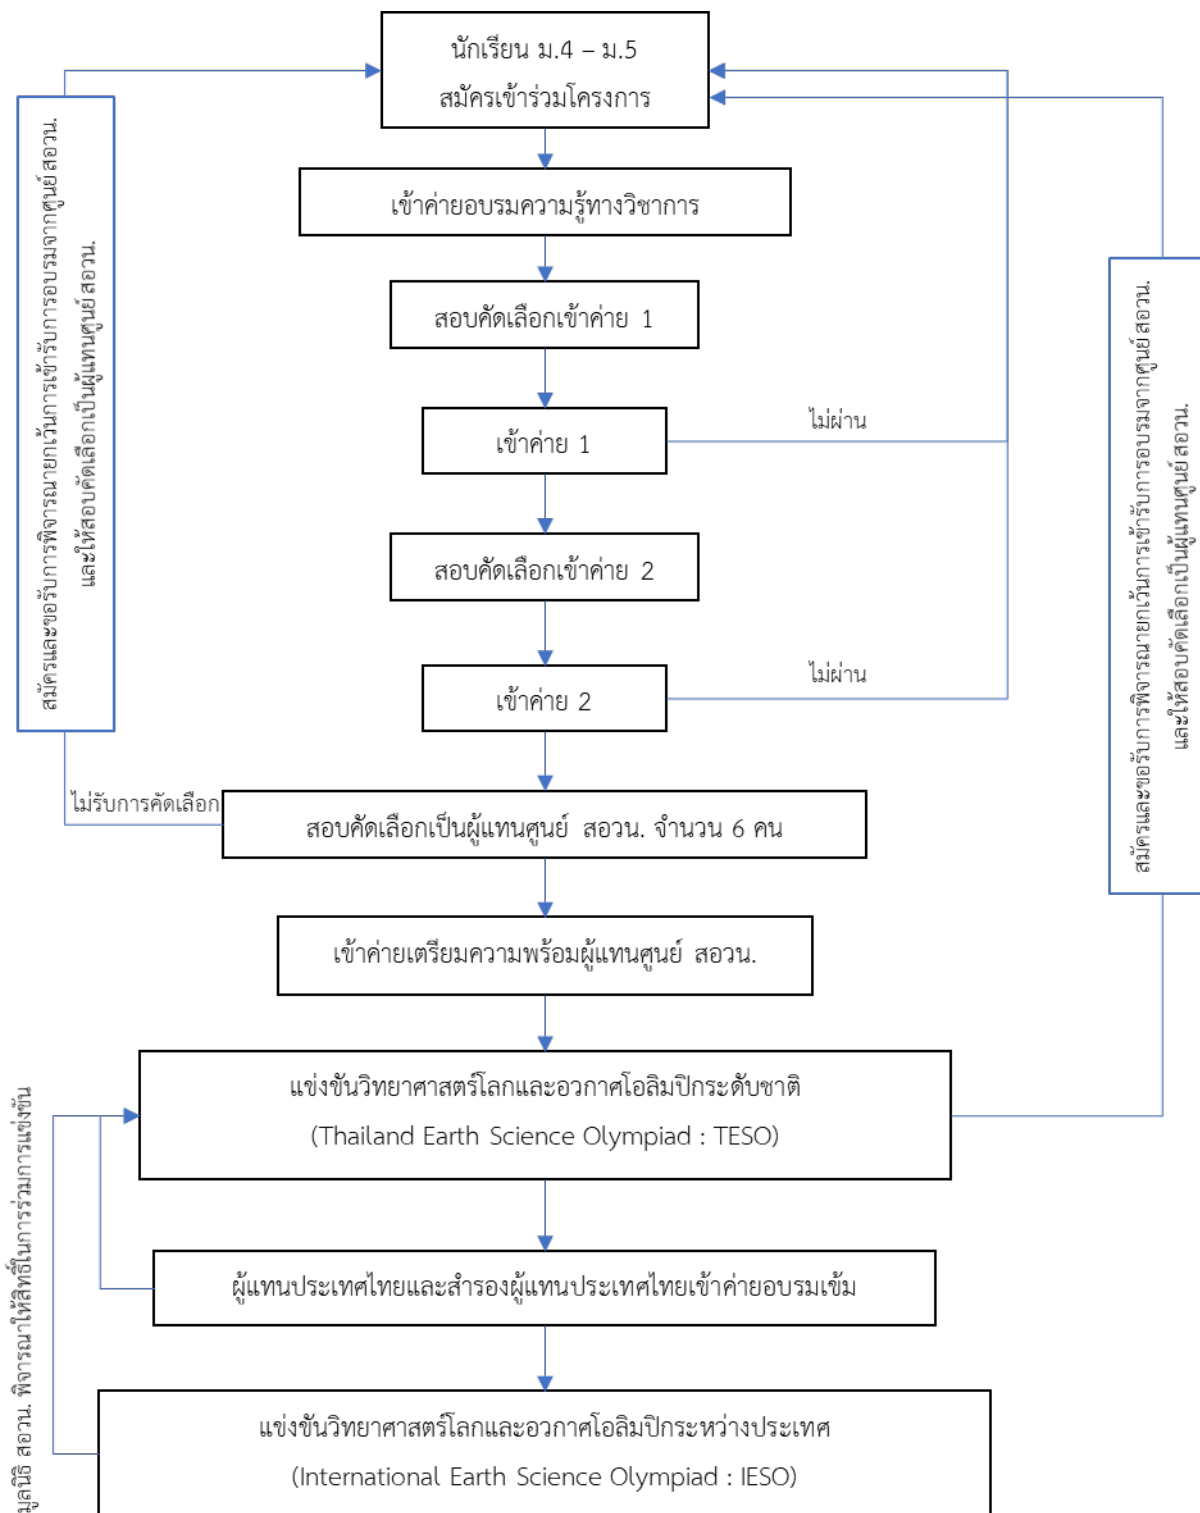 นักเรียน ม.4 – ม.5
สมัครเข้าร่วมโครงการ
เข้าค่ายอบรมความรู้ทางวิชาการ
สอบคัดเลือกเข้าค่าย 1
เข้าค่าย 1
ไม่ผ่าน
สอบคัดเลือกเข้าค่าย 2
เข้าค่าย 2
ไม่ผ่าน
สมัครและขอรับการพิจารณายกเว้นการเข้ารับการอบรมจากศูนย์ สอวน.
และให้สอบคัดเลือกเป็นผู้แทนศูนย์ สอวน.
สมัครและขอรับการพิจารณายกเว้นการเข้ารับการอบรมจากศูนย์ สอวน.
และให้สอบคัดเลือกเป็นผู้แทนศูนย์ สอวน.
ไม่รับการคัดเลือก
สอบคัดเลือกเป็นผู้แทนศูนย์ สอวน. จำนวน 6 คน
เข้าค่ายเตรียมความพร้อมผู้แทนศูนย์ สอวน.
แข่งขันวิทยาศาสตร์โลกและอวกาศโอลิมปิกระดับชาติ
(Thailand Earth Science Olympiad : TESO)
มูลนิธิ สอวน. พิจารณาให้สิทธิ์ในการร่วมการแข่งขัน
ผู้แทนประเทศไทยและสำรองผู้แทนประเทศไทยเข้าค่ายอบรมเข้ม
แข่งขันวิทยาศาสตร์โลกและอวกาศโอลิมปิกระหว่างประเทศ
(International Earth Science Olympiad : IESO)